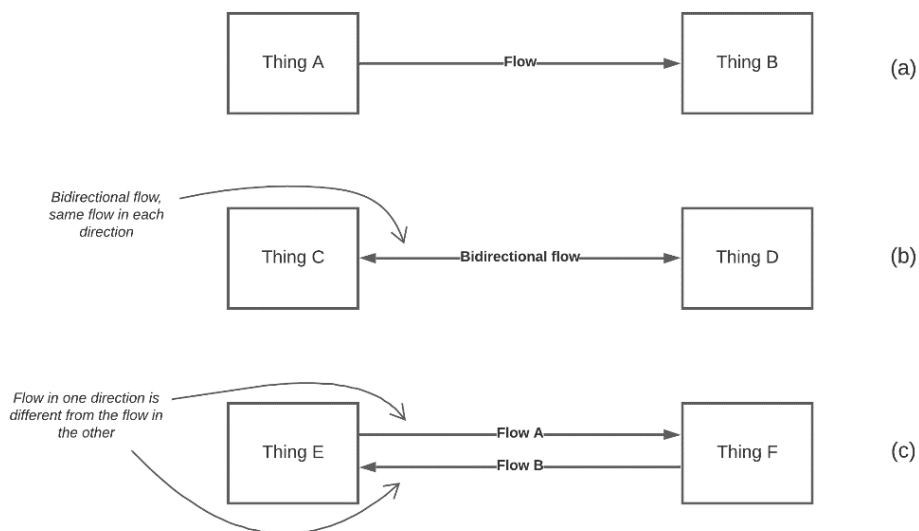 Thing A
Flow
Thing B
(a)
Bidirectional flow,
same flow in each
direction
Thing C
Bidirectional flow
Thing D
(b)
Flow in one direction is
different from the flow in
the other
Thing E
Flow A
Flow B
Thing F
(c)